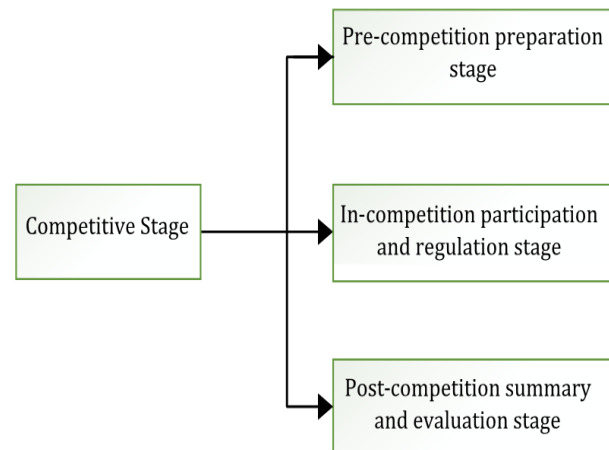 Pre-competition preparation
stage
Competitive Stage
In-competition participation
and regulation stage
Post-competition summary
and evaluation stage